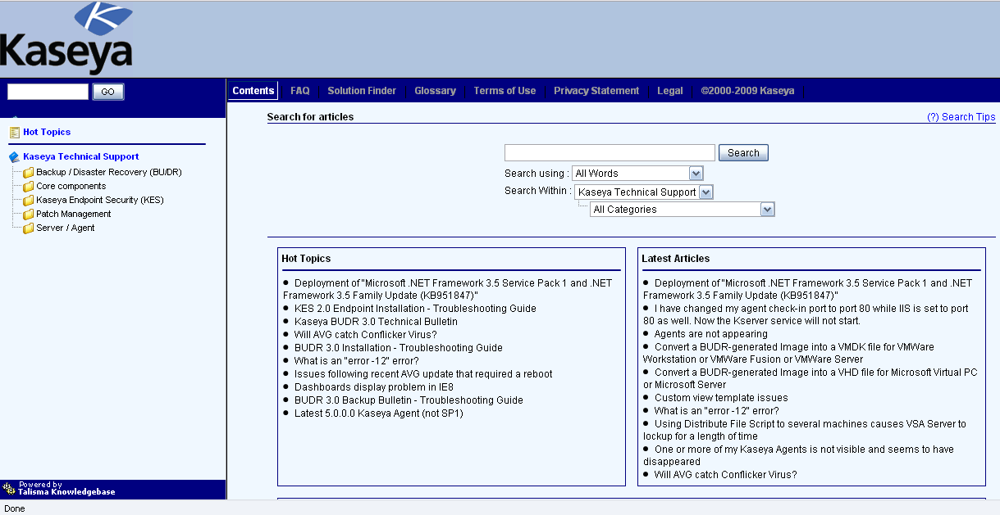 Kaseya
GO
Contents
FAQ
Solution Finder
Glossary
Terms of Use
Privacy Statement
Legal
©2000-2009 Kaseya
Hot Topics
Kaseya Technical Support
Backup / Disaster Recovery (BU/DR)
Core components
Kaseya Endpoint Security (KES)
Patch Management
Server / Agent
Powered by
Talisma Knowledgebase
Search for articles
(?) Search Tips
Search
Search using :
All Words
Search Within :
Kaseya Technical Support
All Categories
Hot Topics
● Deployment of "Microsoft .NET Framework 3.5 Service Pack 1 and .NET
Framework 3.5 Family Update (KB951847)"
● KES 2.0 Endpoint Installation - Troubleshooting Guide
● Kaseya BUDR 3.0 Technical Bulletin
● Will AVG catch Conflicker Virus?
● BUDR 3.0 Installation - Troubleshooting Guide
● What is an "error -12" error?
● Issues following recent AVG update that required a reboot
● Dashboards display problem in IE8
● BUDR 3.0 Backup Bulletin - Troubleshooting Guide
● Latest 5.0.0.0 Kaseya Agent (not SP1)
Latest Articles
● Deployment of "Microsoft .NET Framework 3.5 Service Pack 1 and .NET
Framework 3.5 Family Update (KB951847)"
● I have changed my agent check-in port to port 80 while IIS is set to port
80 as well. Now the Kserver service will not start.
● Agents are not appearing
● Convert a BUDR-generated Image into a VMDK file for VMWare
Workstation or VMWare Fusion or VMWare Server
● Convert a BUDR-generated Image into a VHD file for Microsoft Virtual PC
or Microsoft Server
● Custom view template issues
● What is an "error -12" error?
● Using Distribute File Script to several machines causes VSA Server to
lockup for a length of time
● One or more of my Kaseya Agents is not visible and seems to have
disappeared
● Will AVG catch Conflicker Virus?
Done